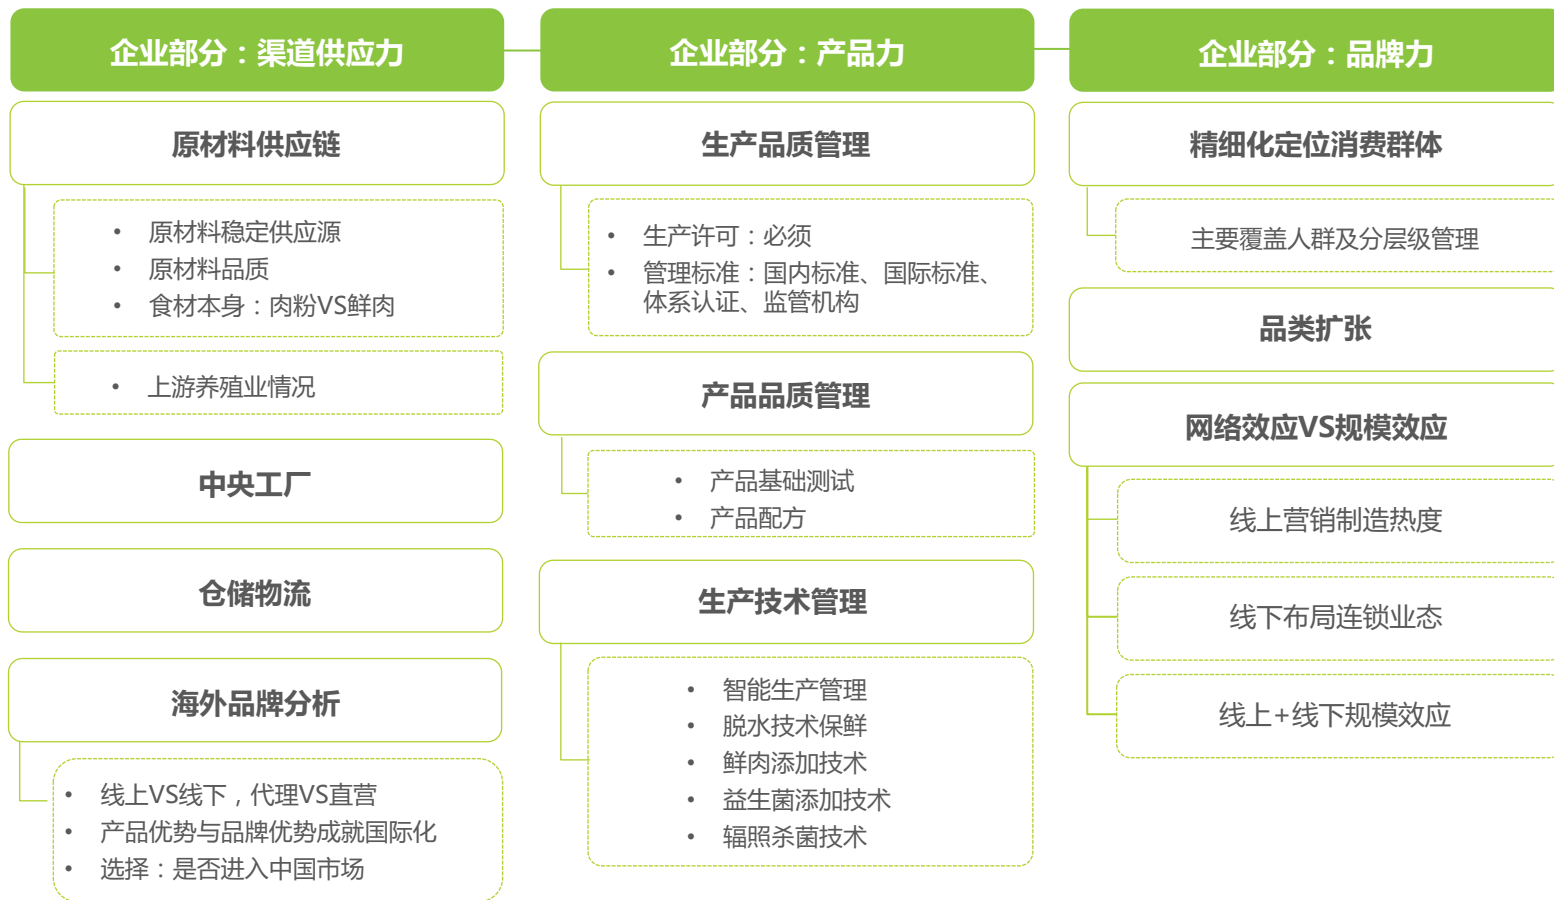 企业部分：渠道供应力
原材料供应链
• 原材料稳定供应源
• 原材料品质
• 食材本身：肉粉VS鲜肉
• 上游养殖业情况
中央工厂
仓储物流
海外品牌分析
• 线上VS线下，代理VS直营
• 产品优势与品牌优势成就国际化
• 选择：是否进入中国市场
企业部分：产品力
生产品质管理
• 生产许可：必须
• 管理标准：国内标准、国际标准、
体系认证、监管机构
产品品质管理
• 产品基础测试
• 产品配方
生产技术管理
• 智能生产管理
• 脱水技术保鲜
• 鲜肉添加技术
• 益生菌添加技术
• 辐照杀菌技术
企业部分：品牌力
精细化定位消费群体
主要覆盖人群及分层级管理
品类扩张
网络效应VS规模效应
线上营销制造热度
线下布局连锁业态
线上+线下规模效应